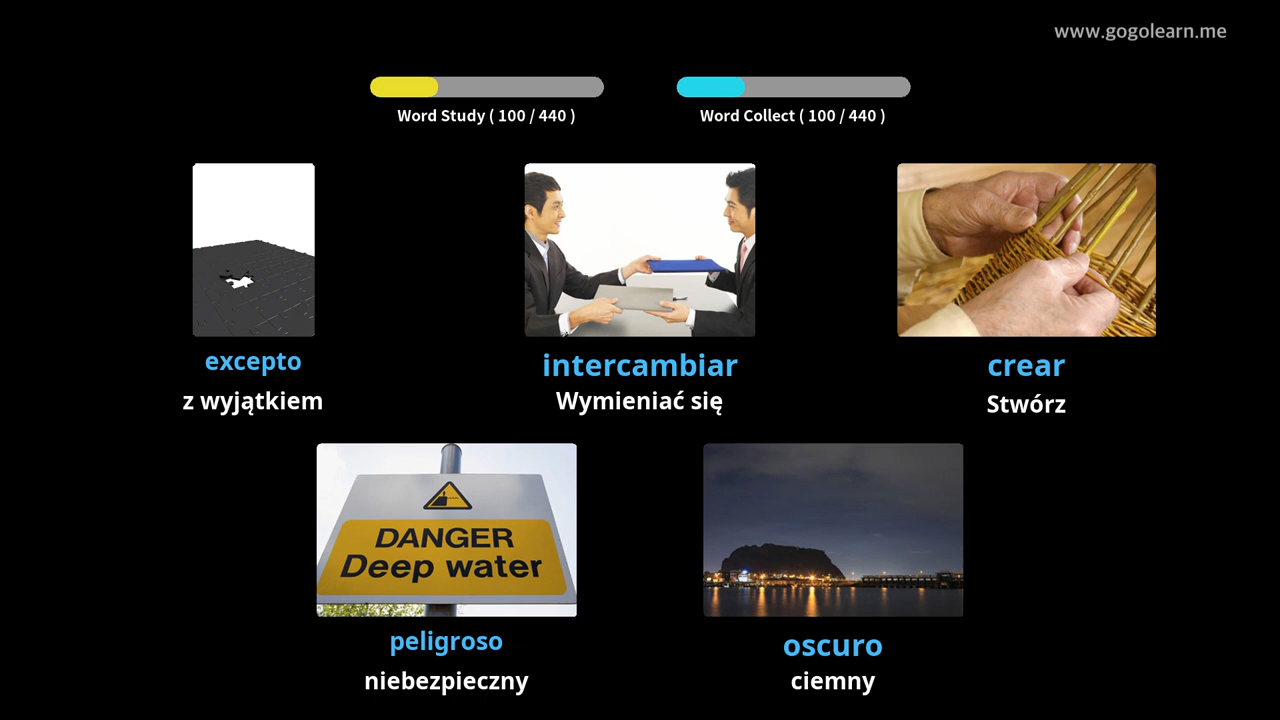 www.gogolearn.me
Word Study ( 100 / 440 )
Word Collect ( 100 / 440 )
excepto
z wyjątkiem
intercambiar
Wymieniać się
crear
Stwórz
DANGER
Deep water
peligroso
niebezpieczny
oscuro
ciemny